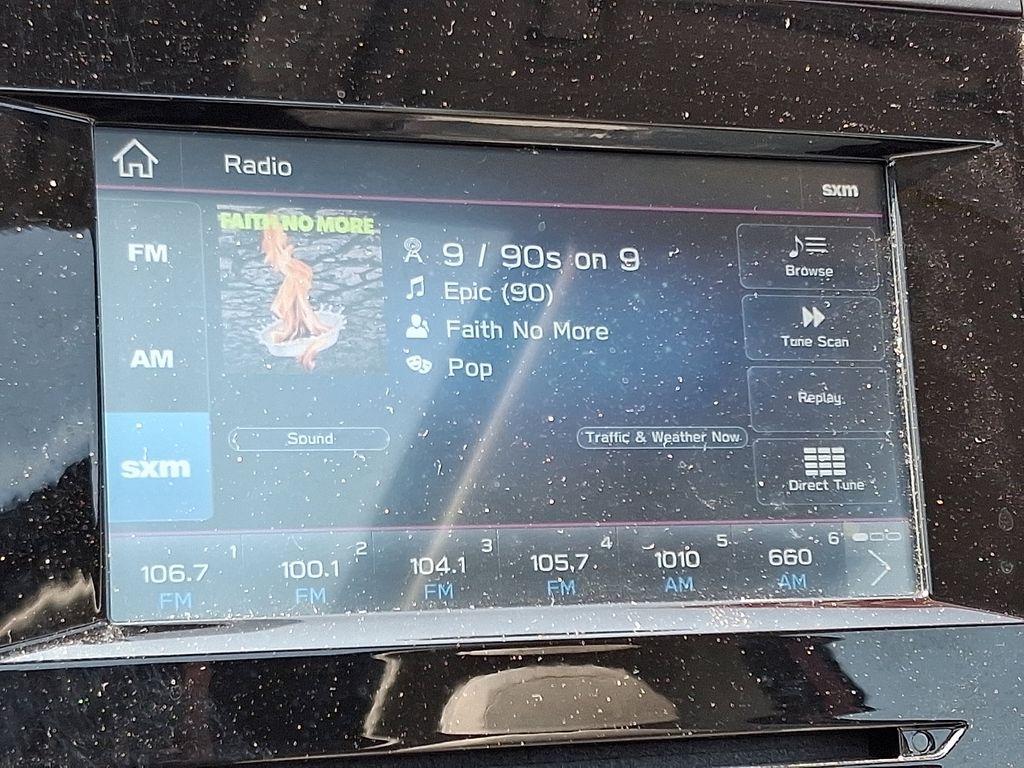 Radio
sxm
FM
AM
sxm
FAITH NO MORE
9 / 90s on 9
Epic (90)
Faith No More
Pop
Sound
Traffic & Weather Now
Browse
Tune Scan
Replay
Direct Tune
1
106.7
FM
2
100.1
FM
3
104.1
FM
4
105.7
FM
5
1010
AM
6
660
AM